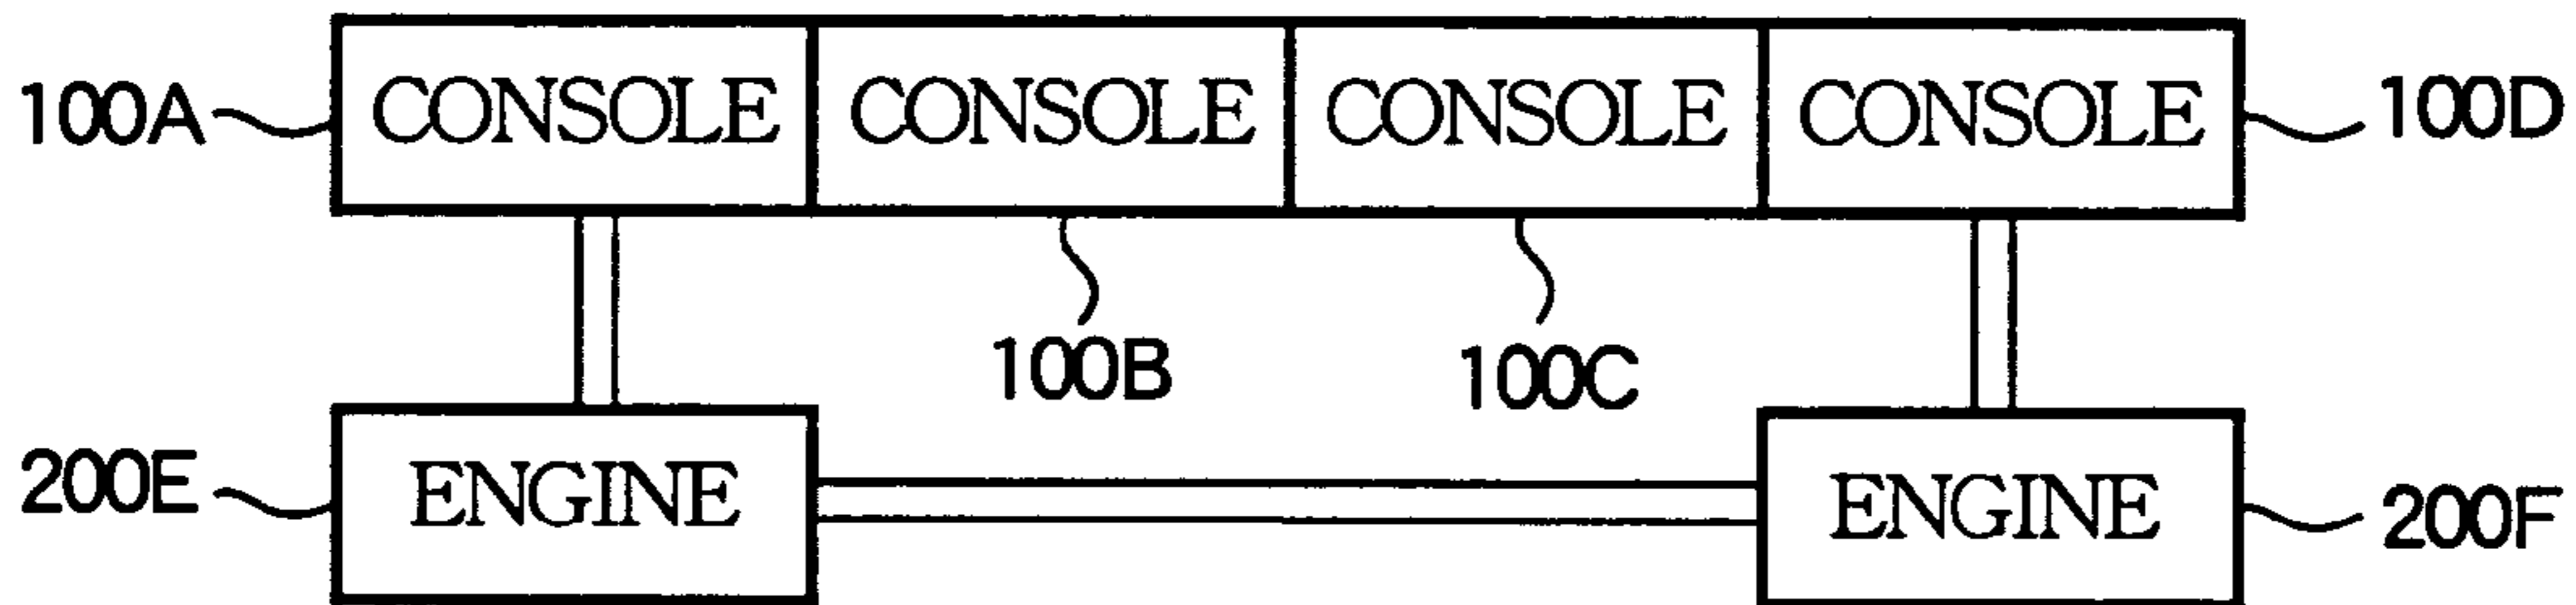 100A CONSOLE CONSOLE CONSOLE CONSOLE 100D
100B 100C
200E ENGINE ENGINE 200F